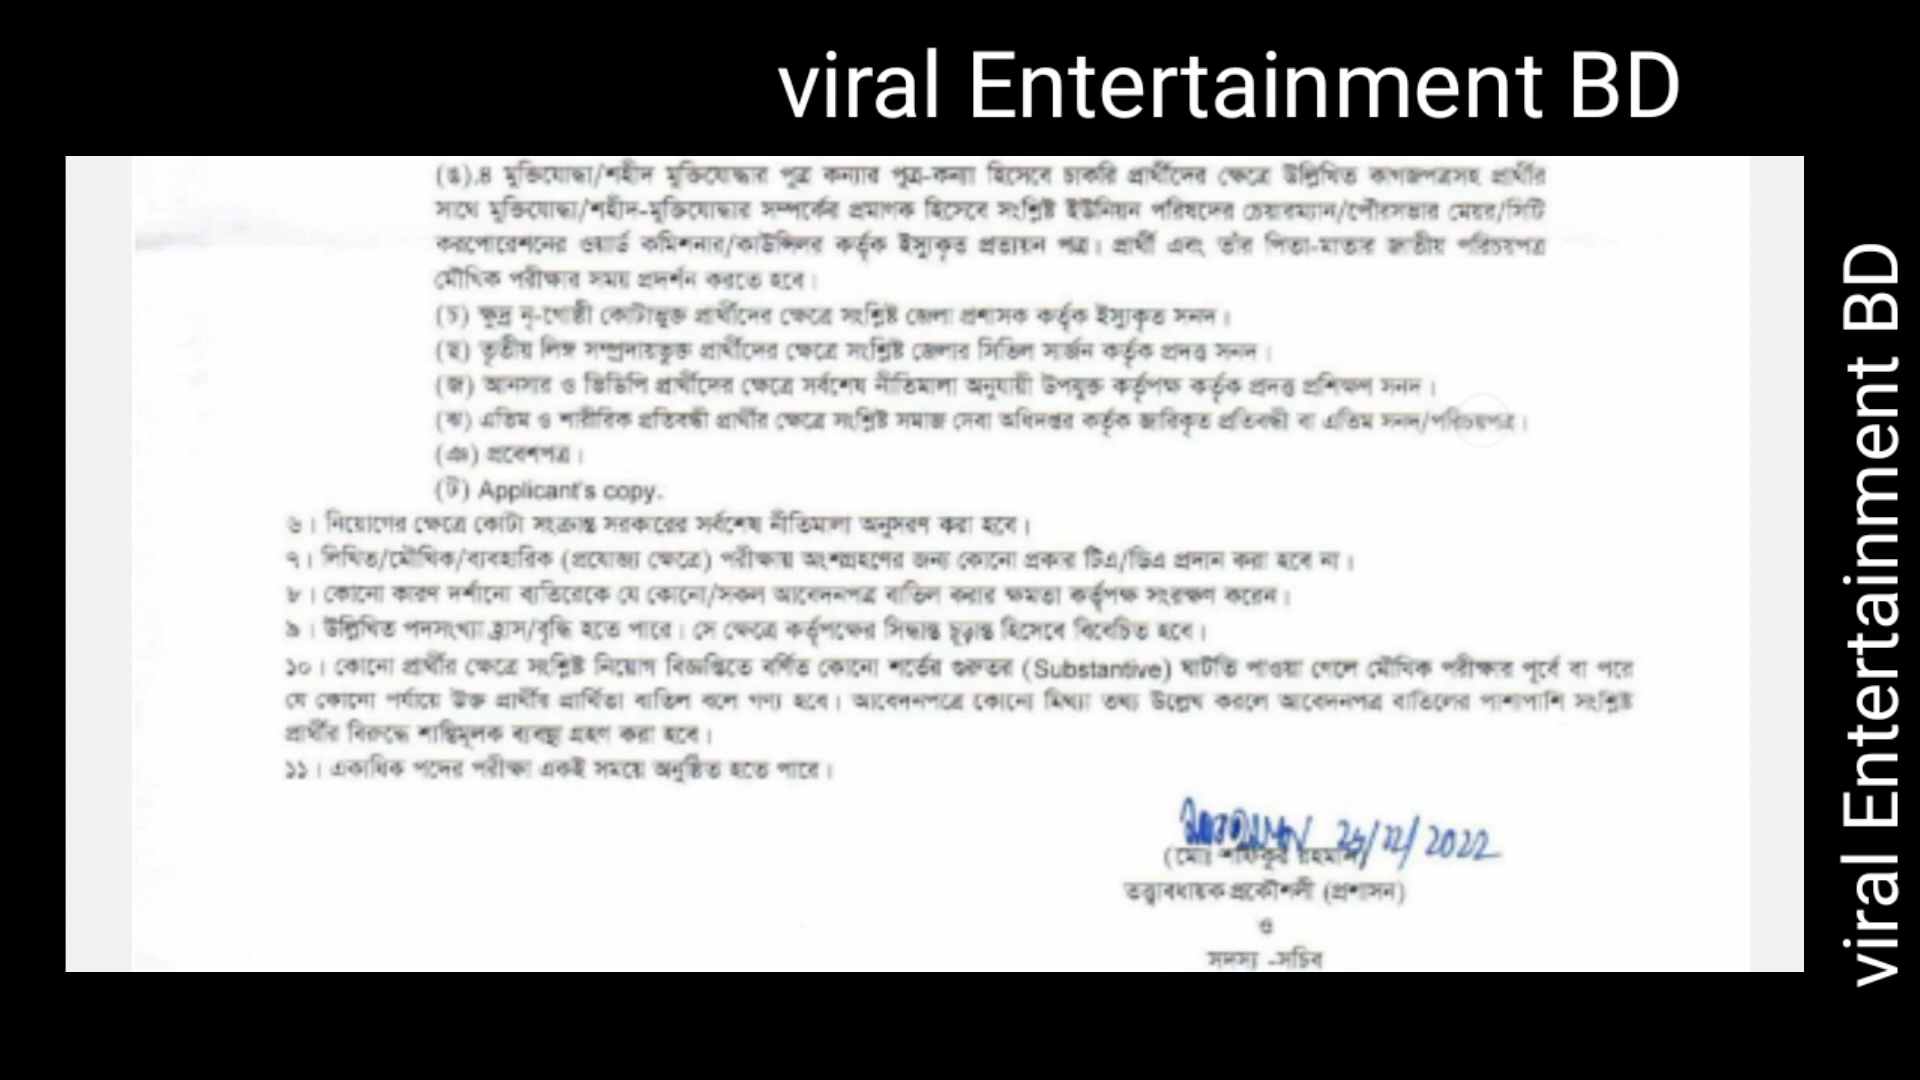 viral Entertainment BD
(ঙ).৪ মুক্তিযোদ্ধা/শহীদ মুক্তিযোদ্ধার পুত্র কন্যার পুত্র-কন্যা হিসেবে চাকরি প্রার্থীদের ক্ষেত্রে উল্লিখিত কাগজপত্রসহ প্রার্থীর
সাথে মুক্তিযোদ্ধা/শহীদ-মুক্তিযোদ্ধার সম্পর্কের প্রমাণক হিসেবে সংশ্লিষ্ট ইউনিয়ন পরিষদের চেয়ারম্যান/পৌরসভার মেয়র/সিটি
করপোরেশনের ওয়ার্ড কমিশনার/কাউন্সিলর কর্তৃক ইস্যুকৃত প্রত্যয়ন পত্র। প্রার্থী এবং তাঁর পিতা-মাতার জাতীয় পরিচয়পত্র
মৌখিক পরীক্ষার সময় প্রদর্শন করতে হবে।
(চ) ক্ষুদ্র নৃ-গোষ্ঠী কোটাভুক্ত প্রার্থীদের ক্ষেত্রে সংশ্লিষ্ট জেলা প্রশাসক কর্তৃক ইস্যুকৃত সনদ।
(ছ) তৃতীয় লিঙ্গ সম্প্রদায়ভুক্ত প্রার্থীদের ক্ষেত্রে সংশ্লিষ্ট জেলার সিভিল সার্জন কর্তৃক প্রদত্ত সনদ।
(জ) আনসার ও ভিডিপি প্রার্থীদের ক্ষেত্রে সর্বশেষ নীতিমালা অনুযায়ী উপযুক্ত কর্তৃপক্ষ কর্তৃক প্রদত্ত প্রশিক্ষণ সনদ।
(ঝ) এতিম ও শারীরিক প্রতিবন্ধী প্রার্থীর ক্ষেত্রে সংশ্লিষ্ট সমাজ সেবা অধিদপ্তর কর্তৃক জারিকৃত প্রতিবন্ধী বা এতিম সনদ/পরিচয়পত্র।
(ঞ) প্রবেশপত্র।
(ট) Applicant's copy.
৬। নিয়োগের ক্ষেত্রে কোটা সংক্রান্ত সরকারের সর্বশেষ নীতিমালা অনুসরণ করা হবে।
৭। লিখিত/মৌখিক/ব্যবহারিক (প্রযোজ্য ক্ষেত্রে) পরীক্ষায় অংশগ্রহণের জন্য কোনো প্রকার টিএ/ডিএ প্রদান করা হবে না।
৮। কোনো কারণ দর্শানো ব্যতিরেকে যে কোনো/সকল আবেদনপত্র বাতিল করার ক্ষমতা কর্তৃপক্ষ সংরক্ষণ করেন।
৯। উল্লিখিত পদসংখ্যা হ্রাস/বৃদ্ধি হতে পারে। সে ক্ষেত্রে কর্তৃপক্ষের সিদ্ধান্ত চূড়ান্ত হিসেবে বিবেচিত হবে।
১০। কোনো প্রার্থীর ক্ষেত্রে সংশ্লিষ্ট নিয়োগ বিজ্ঞপ্তিতে বর্ণিত কোনো শর্তের গুরুতর (Substantive) ঘাটতি পাওয়া গেলে মৌখিক পরীক্ষার পূর্বে বা পরে
যে কোনো পর্যায়ে উক্ত প্রার্থীর প্রার্থিতা বাতিল বলে গণ্য হবে। আবেদনপত্রে কোনো মিথ্যা তথ্য উল্লেখ করলে আবেদনপত্র বাতিলের পাশাপাশি সংশ্লিষ্ট
প্রার্থীর বিরুদ্ধে শাস্তিমূলক ব্যবস্থা গ্রহণ করা হবে।
১১। একাধিক পদের পরীক্ষা একই সময়ে অনুষ্ঠিত হতে পারে।
(মোঃ শফিকুর রহমান)
তত্ত্বাবধায়ক প্রকৌশলী (প্রশাসন)
ও
সদস্য -সচিব
viral Entertainment BD